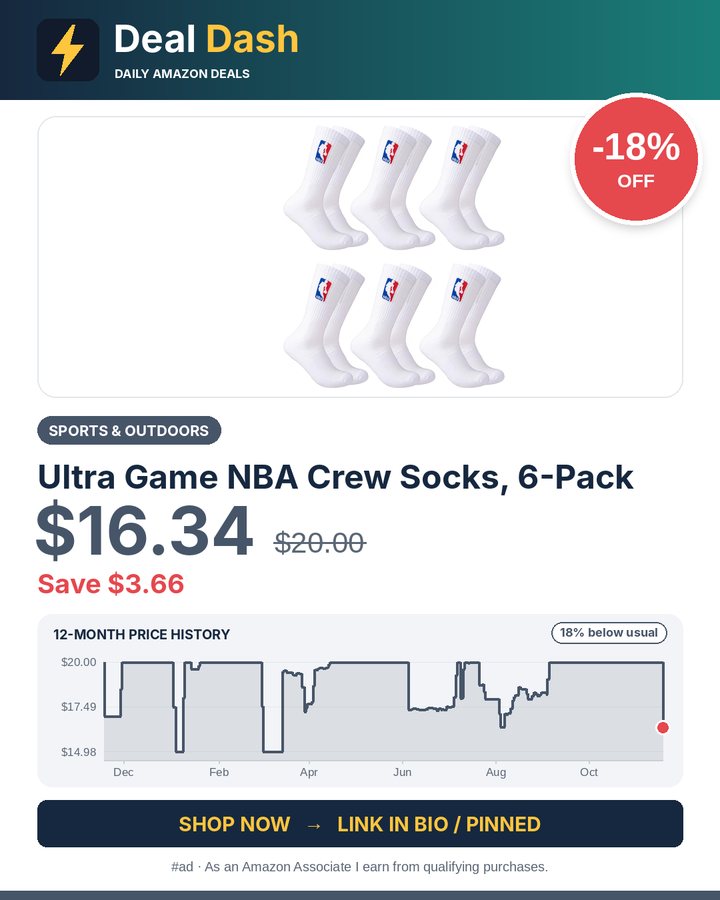 Deal Dash
DAILY AMAZON DEALS
-18%
OFF
SPORTS & OUTDOORS
Ultra Game NBA Crew Socks, 6-Pack
$16.34 $20.00
Save $3.66
12-MONTH PRICE HISTORY
18% below usual
$20.00
$17.49
$14.98
Dec Feb Apr Jun Aug Oct
SHOP NOW → LINK IN BIO / PINNED
#ad · As an Amazon Associate I earn from qualifying purchases.